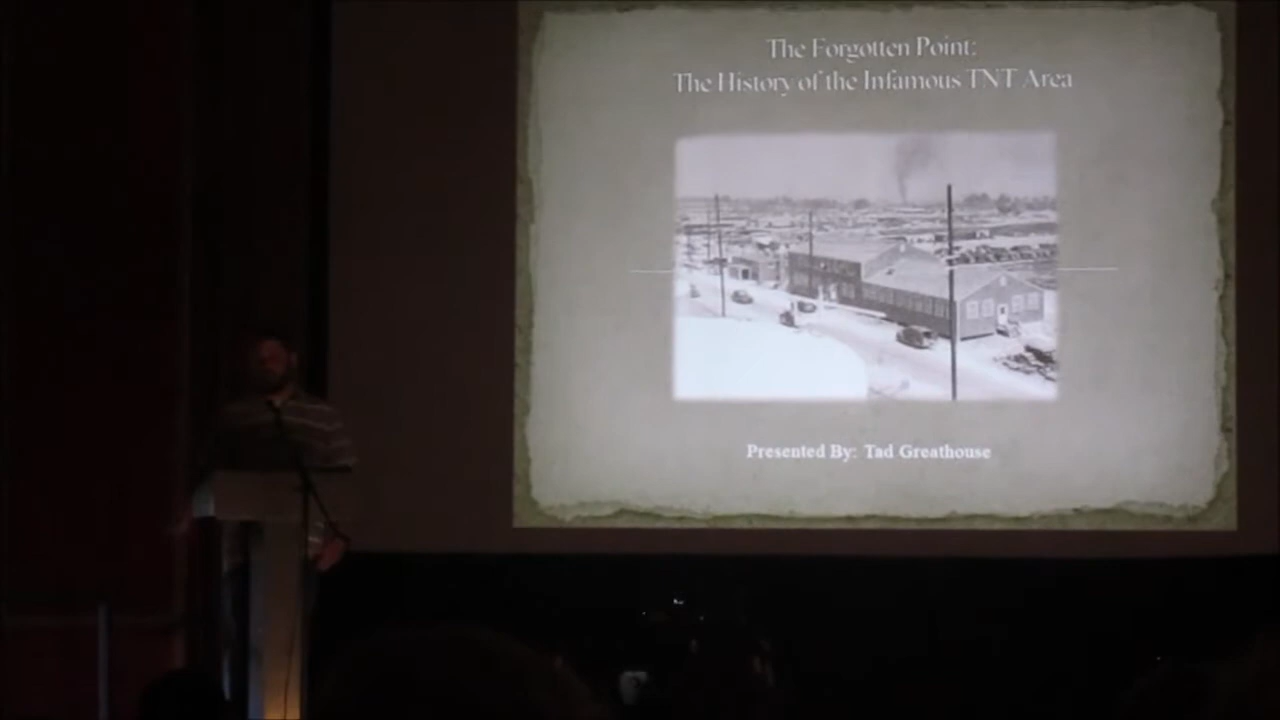 The Forgotten Point:
The History of the Infamous TNT Area
Presented By: Tad Greathouse